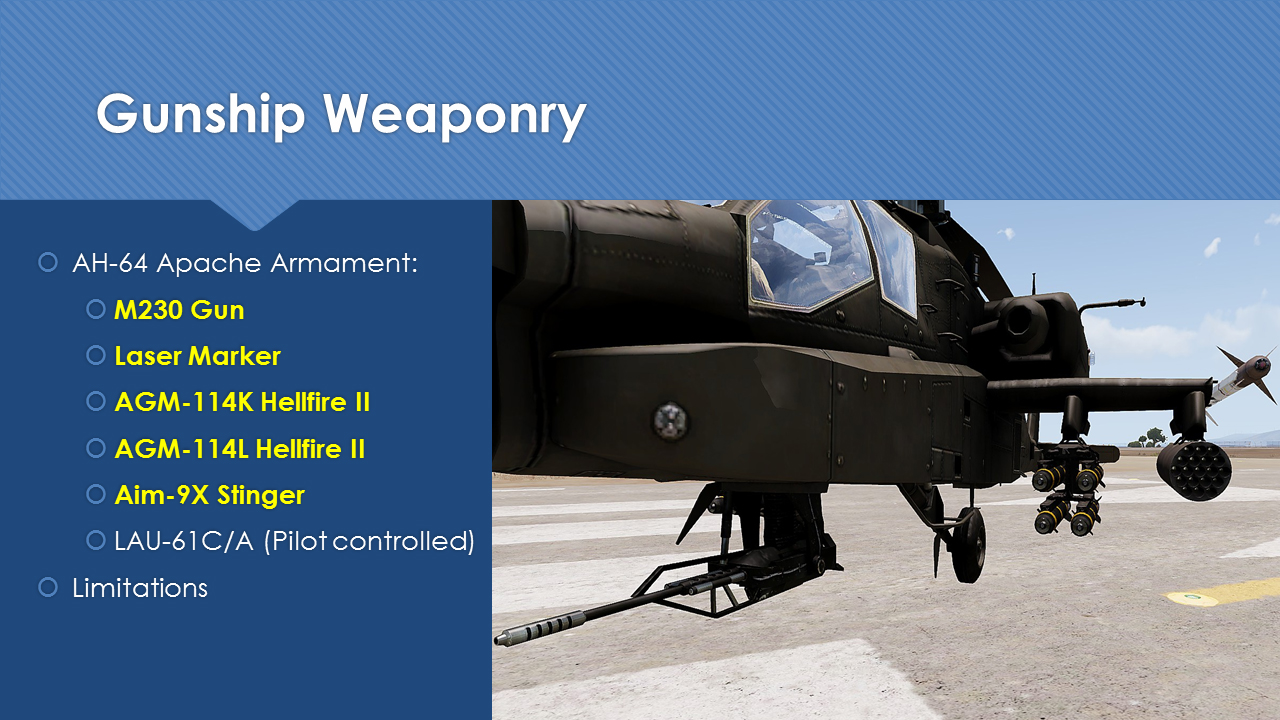 Gunship Weaponry
AH-64 Apache Armament:
M230 Gun
Laser Marker
AGM-114K Hellfire II
AGM-114L Hellfire II
Aim-9X Stinger
LAU-61C/A (Pilot controlled)
Limitations